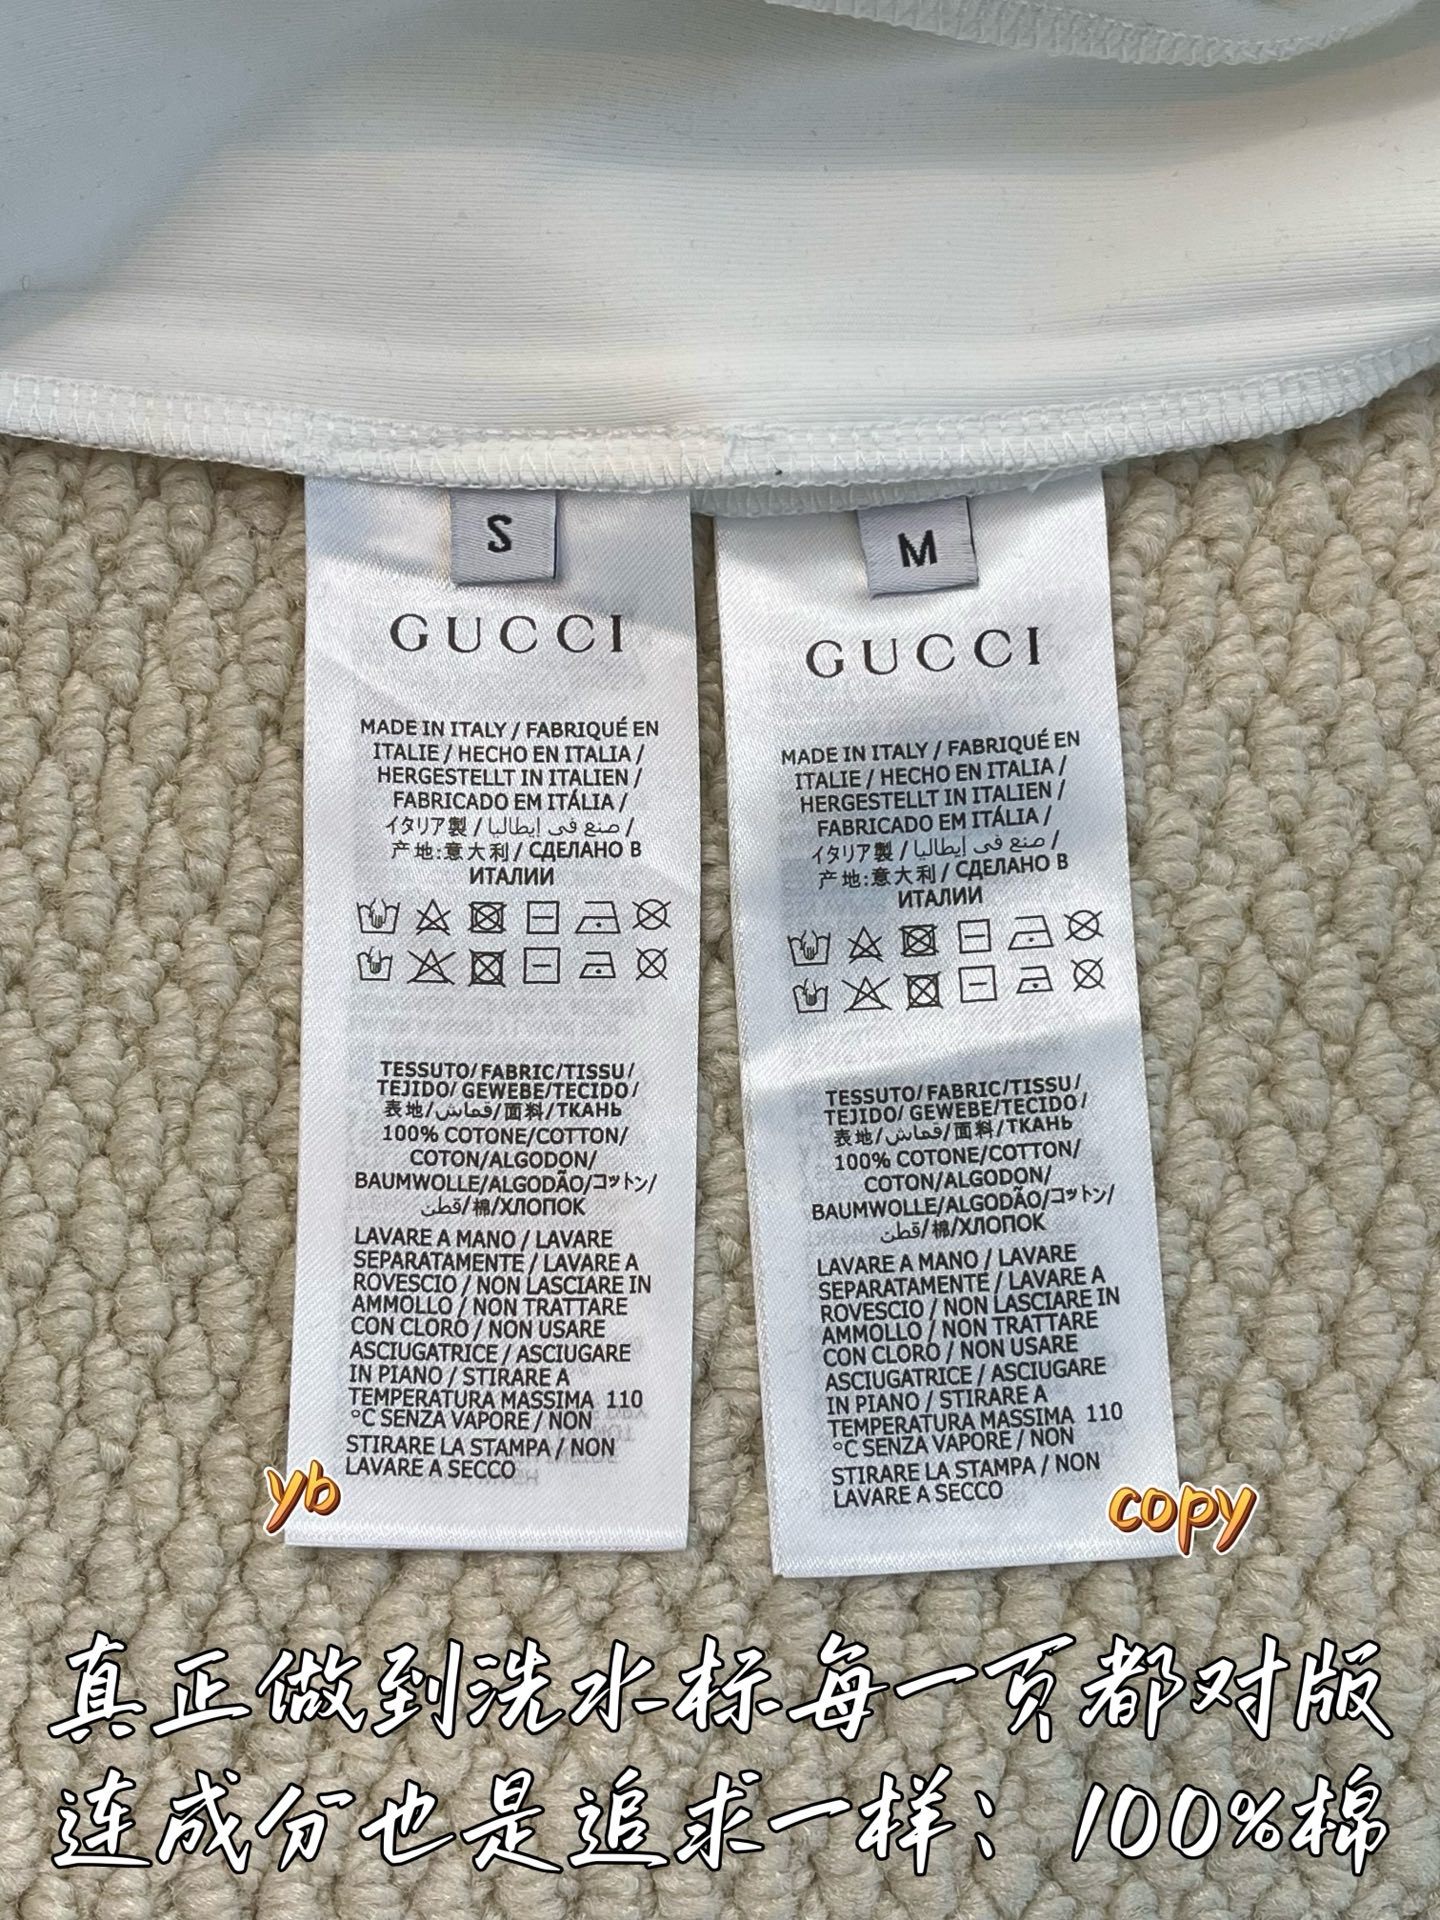 S
GUCCI
MADE IN ITALY / FABRIQUÉ EN
ITALIE / HECHO EN ITALIA /
HERGESTELLT IN ITALIEN /
FABRICADO EM ITÁLIA /
イタリア製 / صنع في إيطاليا /
产地:意大利 / СДЕЛАНО В
ИТАЛИИ
TESSUTO/FABRIC/TISSU/
TEJIDO/ GEWEBE/TECIDO/
表地/قماش/面料/ТКАНЬ
100% COTONE/COTTON/
COTON/ALGODON/
BAUMWOLLE/ALGODÃO/コットン/
قطن/棉/ХЛОПОК
LAVARE A MANO / LAVARE
SEPARATAMENTE / LAVARE A
ROVESCIO / NON LASCIARE IN
AMMOLLO / NON TRATTARE
CON CLORO / NON USARE
ASCIUGATRICE / ASCIUGARE
IN PIANO / STIRARE A
TEMPERATURA MASSIMA 110
°C SENZA VAPORE / NON
STIRARE LA STAMPA / NON
LAVARE A SECCO
yb
M
GUCCI
MADE IN ITALY / FABRIQUÉ EN
ITALIE / HECHO EN ITALIA /
HERGESTELLT IN ITALIEN /
FABRICADO EM ITÁLIA /
イタリア製 / صنع في إيطاليا /
产地:意大利 / СДЕЛАНО В
ИТАЛИИ
TESSUTO/FABRIC/TISSU/
TEJIDO/ GEWEBE/TECIDO/
表地/قماش/面料/ТКАНЬ
100% COTONE/COTTON/
COTON/ALGODON/
BAUMWOLLE/ALGODÃO/コットン/
قطن/棉/ХЛОПОК
LAVARE A MANO / LAVARE
SEPARATAMENTE / LAVARE A
ROVESCIO / NON LASCIARE IN
AMMOLLO / NON TRATTARE
CON CLORO / NON USARE
ASCIUGATRICE / ASCIUGARE
IN PIANO / STIRARE A
TEMPERATURA MASSIMA 110
°C SENZA VAPORE / NON
STIRARE LA STAMPA / NON
LAVARE A SECCO
copy
真正做到洗水标每一页都对版
连成分也是追求一样；100%棉